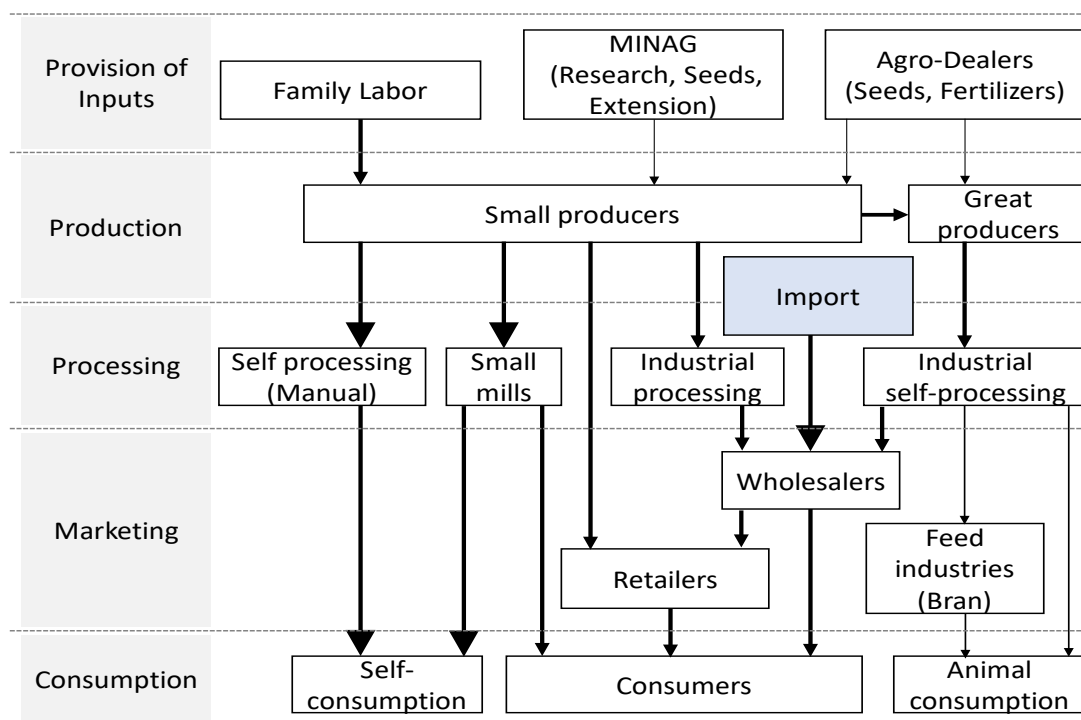 Provision of
Inputs
Family Labor
MINAG
(Research, Seeds,
Extension)
Agro-Dealers
(Seeds, Fertilizers)
Production
Small producers
Great
producers
Import
Processing
Self processing
(Manual)
Small
mills
Industrial
processing
Industrial
self-processing
Marketing
Wholesalers
Retailers
Feed
industries
(Bran)
Consumption
Self-
consumption
Consumers
Animal
consumption